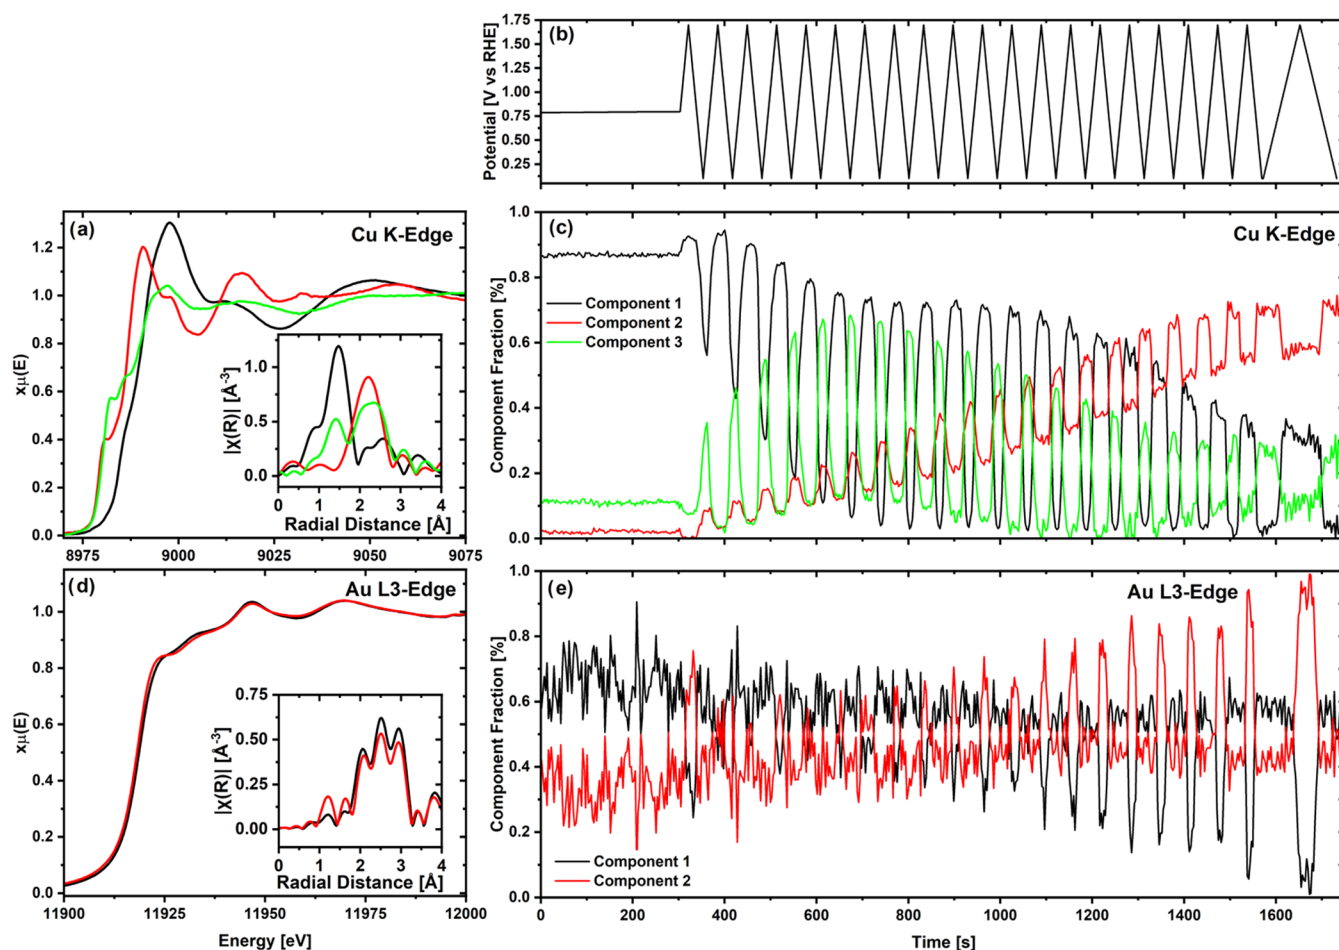 (b)
Potential [V vs RHE]
1.75
1.50
1.25
1.00
0.75
0.50
0.25
(a)
Cu K-Edge
xμ(E)
1.2
1.0
0.8
0.6
0.4
0.2
0.0
8975
9000
9025
9050
9075
|χ(R)| [Å-3]
1.0
0.5
0.0
0 1 2 3 4
Radial Distance [Å]
(c)
Cu K-Edge
Component Fraction [%]
1.0
0.8
0.6
0.4
0.2
0.0
Component 1
Component 2
Component 3
(d)
Au L3-Edge
xμ(E)
1.0
0.8
0.6
0.4
0.2
0.0
11900
11925
11950
11975
12000
Energy [eV]
|χ(R)| [Å-3]
0.75
0.50
0.25
0.00
0 1 2 3 4
Radial Distance [Å]
(e)
Au L3-Edge
Component Fraction [%]
1.0
0.8
0.6
0.4
0.2
0.0
Component 1
Component 2
0 200 400 600 800 1000 1200 1400 1600
Time [s]